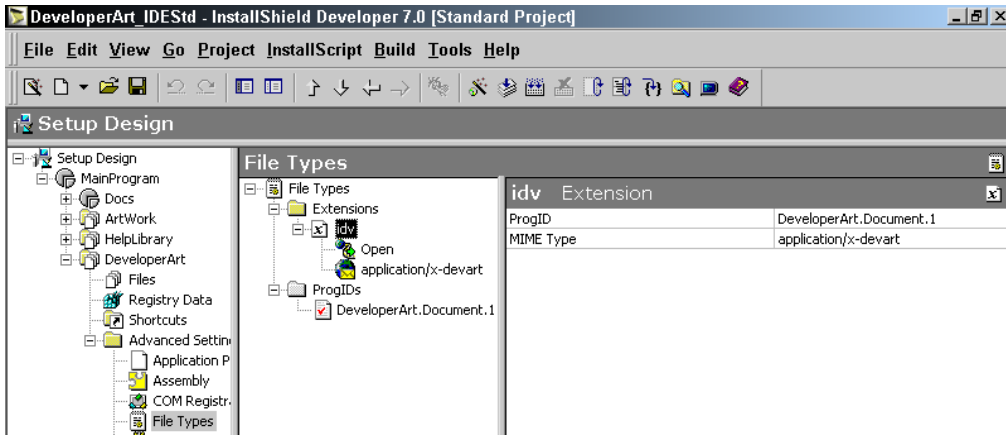 DeveloperArt_IDEStd - InstallShield Developer 7.0 [Standard Project]
File Edit View Go Project InstallScript Build Tools Help
Setup Design
Setup Design
MainProgram
Docs
ArtWork
HelpLibrary
DeveloperArt
Files
Registry Data
Shortcuts
Advanced Settin
Application P
Assembly
COM Registr
File Types
File Types
File Types
Extensions
idv
Open
application/x-devart
ProgIDs
DeveloperArt.Document.1
idv Extension
ProgID DeveloperArt.Document.1
MIME Type application/x-devart